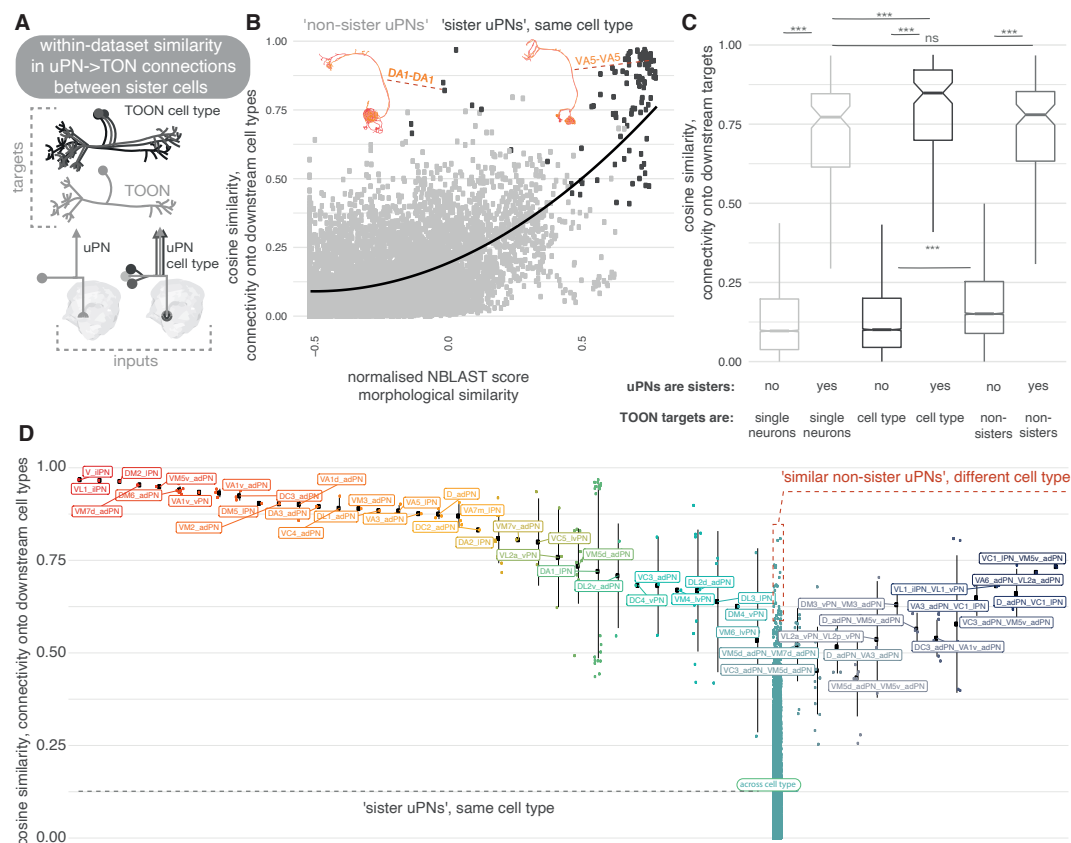 A
within-dataset similarity
in uPN->TON connections
between sister cells
TOON cell type
targets
TOON
uPN
uPN
cell type
inputs
B
'non-sister uPNs' 'sister uPNs', same cell type
cosine similarity,
connectivity onto downstream cell types
1.00
0.75
0.50
0.25
0.00
DA1-DA1
VA5-VA5
-0.5
0.0
0.5
normalised NBLAST score
morphological similarity
C
cosine similarity,
connectivity onto downstream targets
1.00
0.75
0.50
0.25
0.00
***
***
***
ns
***
***
uPNs are sisters: no yes no yes no yes
TOON targets are: single neurons single neurons cell type cell type non-sisters non-sisters
D
cosine similarity, connectivity onto downstream cell types
1.00
0.75
0.50
0.25
0.00
V_ilPN
VL1_ilPN
DM2_lPN
VM7d_adPN
DM6_adPN
VM5v_adPN
VA1v_vPN
VA1v_adPN
VM2_adPN
DM5_lPN
DC3_adPN
DA3_adPN
VA1d_adPN
VC4_adPN
DL1_adPN
VM3_adPN
VA3_adPN
VA5_lPN
DC2_adPN
D_adPN
VA7m_lPN
DA2_lPN
VM7v_adPN
VL2a_vPN
VC5_lvPN
DA1_lPN
VM5d_adPN
DL2v_adPN
DC4_vPN
VC3_adPN
VM4_lvPN
DL2d_adPN
DL3_lPN
DM4_vPN
VM6_lvPN
VM5d_adPN_VM7d_adPN
VC3_adPN_VM5d_adPN
across cell type
'sister uPNs', same cell type
'similar non-sister uPNs', different cell type
DM3_vPN_VM3_adPN
VL2a_vPN_VL2p_vPN
D_adPN_VM5v_adPN
D_adPN_VA3_adPN
VM5d_adPN_VM5v_adPN
VL1_ilPN_VL1_vPN
VA3_adPN_VC1_lPN
DC3_adPN_VA1v_adPN
VC3_adPN_VM5v_adPN
VA6_adPN_VL2a_adPN
D_adPN_VC1_lPN
VC1_lPN_VM5v_adPN